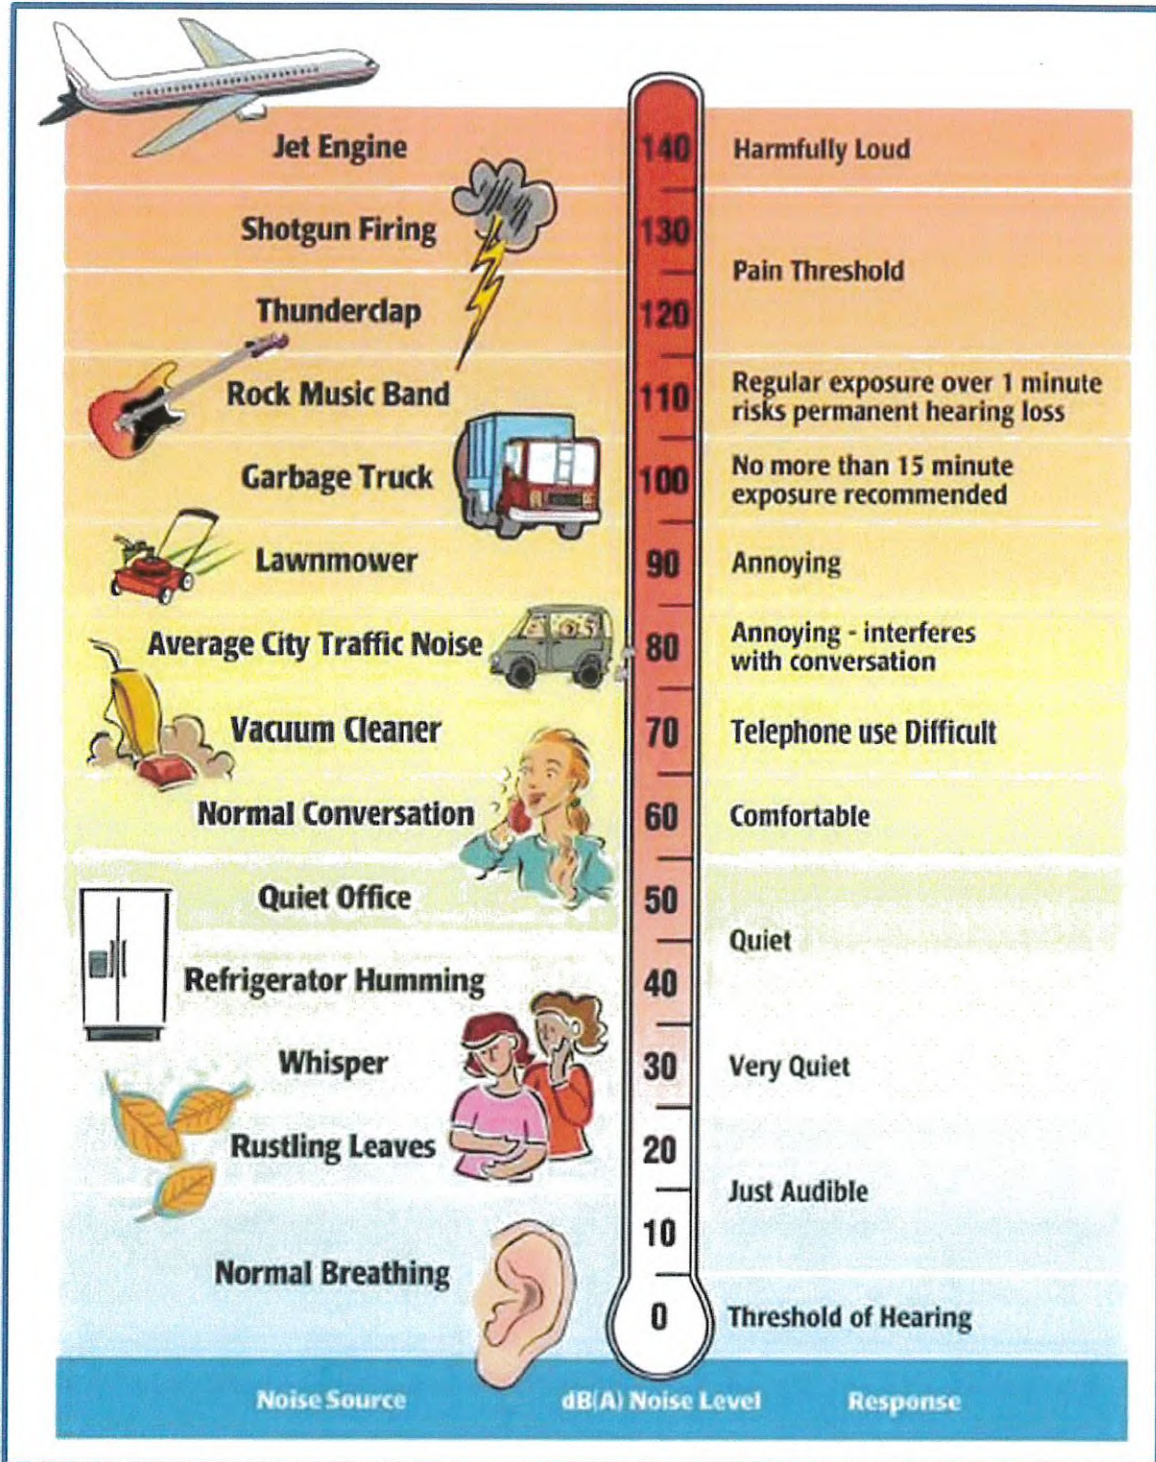 Jet Engine 140 Harmfully Loud
Shotgun Firing 130
Pain Threshold
Thunderclap 120
Rock Music Band 110 Regular exposure over 1 minute
risks permanent hearing loss
Garbage Truck 100 No more than 15 minute
exposure recommended
Lawnmower 90 Annoying
Average City Traffic Noise 80 Annoying - interferes
with conversation
Vacuum Cleaner 70 Telephone use Difficult
Normal Conversation 60 Comfortable
Quiet Office 50
Quiet
Refrigerator Humming 40
Whisper 30 Very Quiet
Rustling Leaves 20
Just Audible
10
Normal Breathing
0 Threshold of Hearing
Noise Source dB(A) Noise Level Response